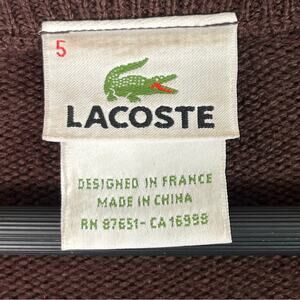 5
LACOSTE
DESIGNED IN FRANCE
MADE IN CHINA
RN 87651-CA 16998